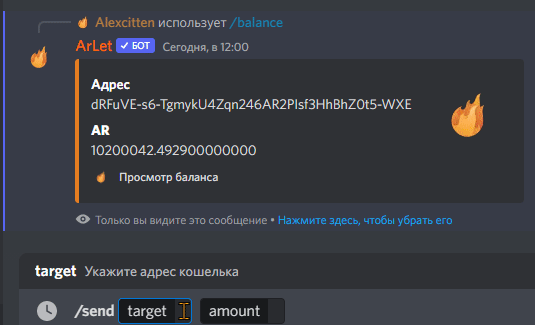 Alexcitten использует /balance
ArLet ✓ БОТ Сегодня, в 12:00
Адрес
dRFuVE-s6-TgmykU4Zqn246AR2PIsf3HhBhZ0t5-WXE
AR
10200042.492900000000
Просмотр баланса
Только вы видите это сообщение • Нажмите здесь, чтобы убрать его
target Укажите адрес кошелька
/send target amount